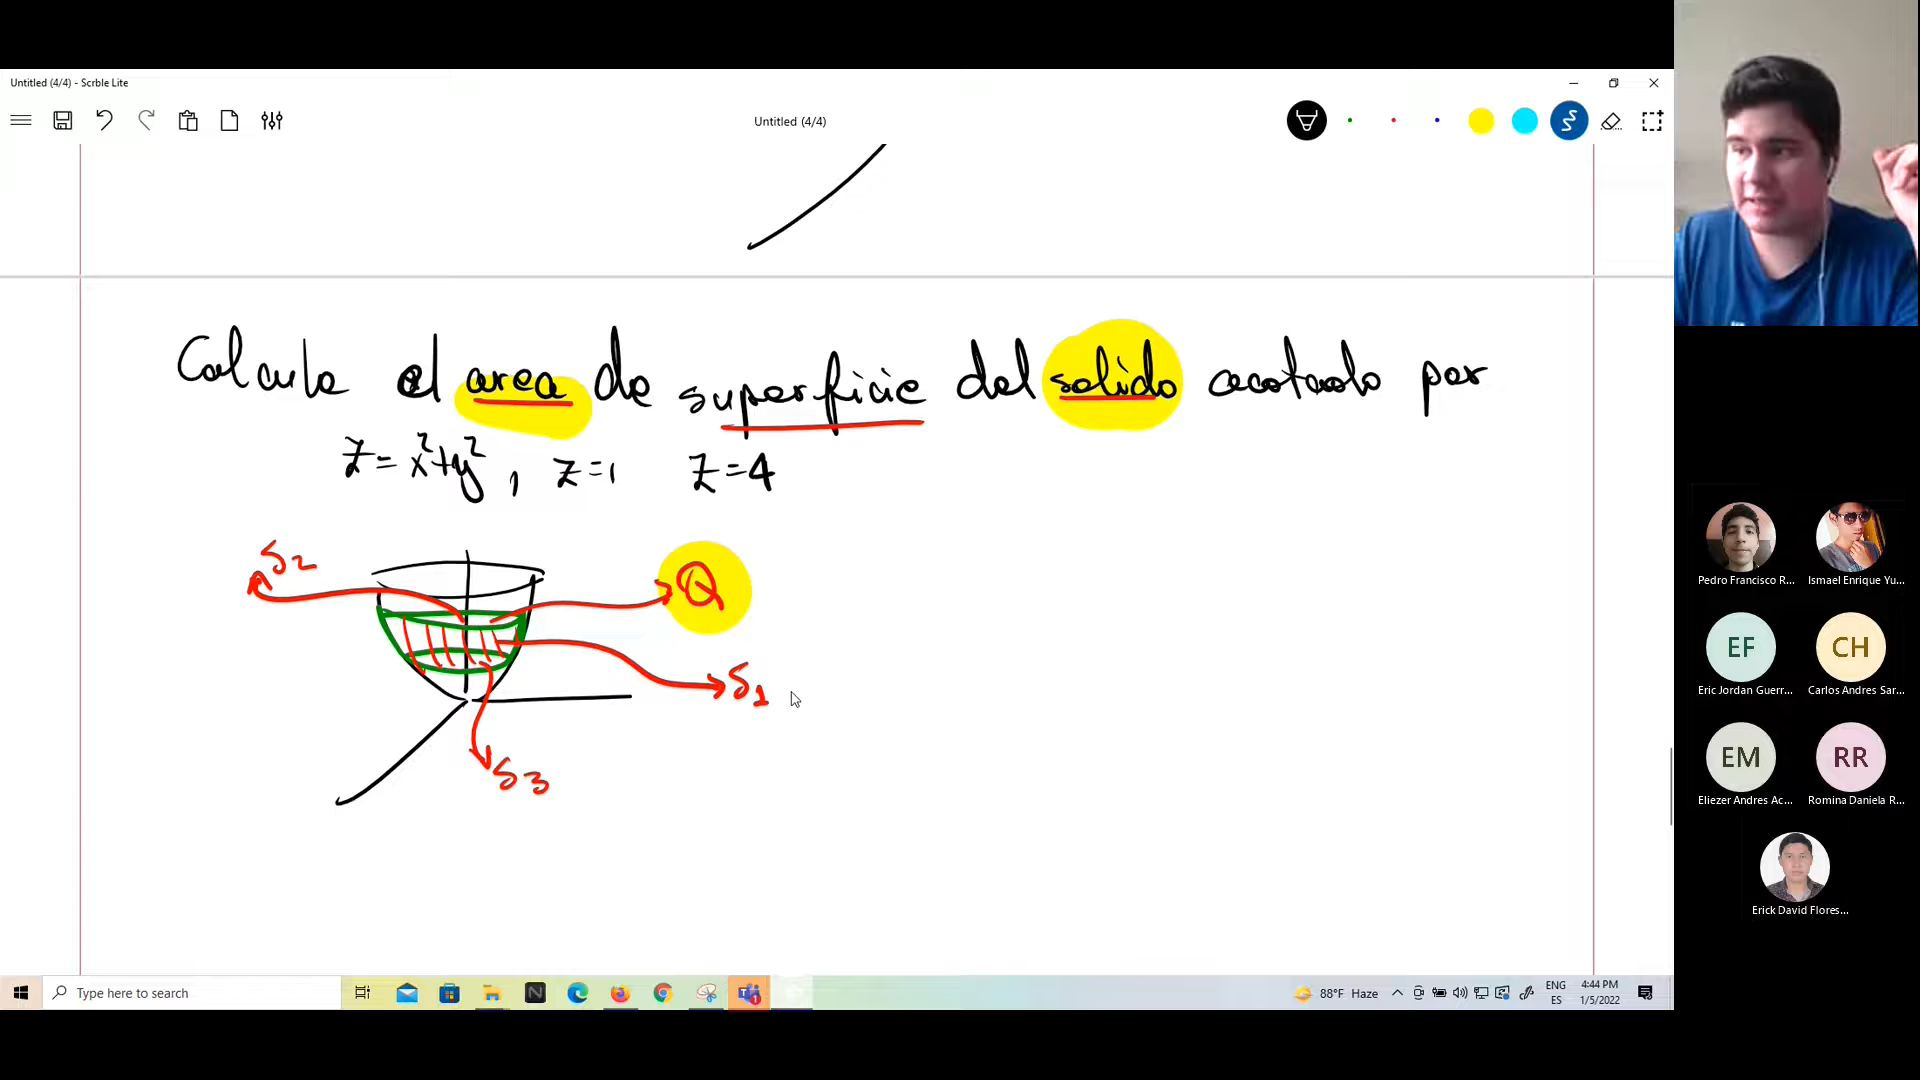 Untitled (4/4) - Scrble Lite
Untitled (4/4)
Calcula el area de superficie del solido acotado por
z=x²+y², z=1 z=4
S2
Q
S1
S3
Pedro Francisco R...
Ismael Enrique Yu...
EF
CH
Eric Jordan Guerr...
Carlos Andres Sar...
EM
RR
Eliezer Andres Ac...
Romina Daniela R...
Erick David Flores...
Type here to search
88°F Haze
ENG
ES
4:44 PM
1/5/2022